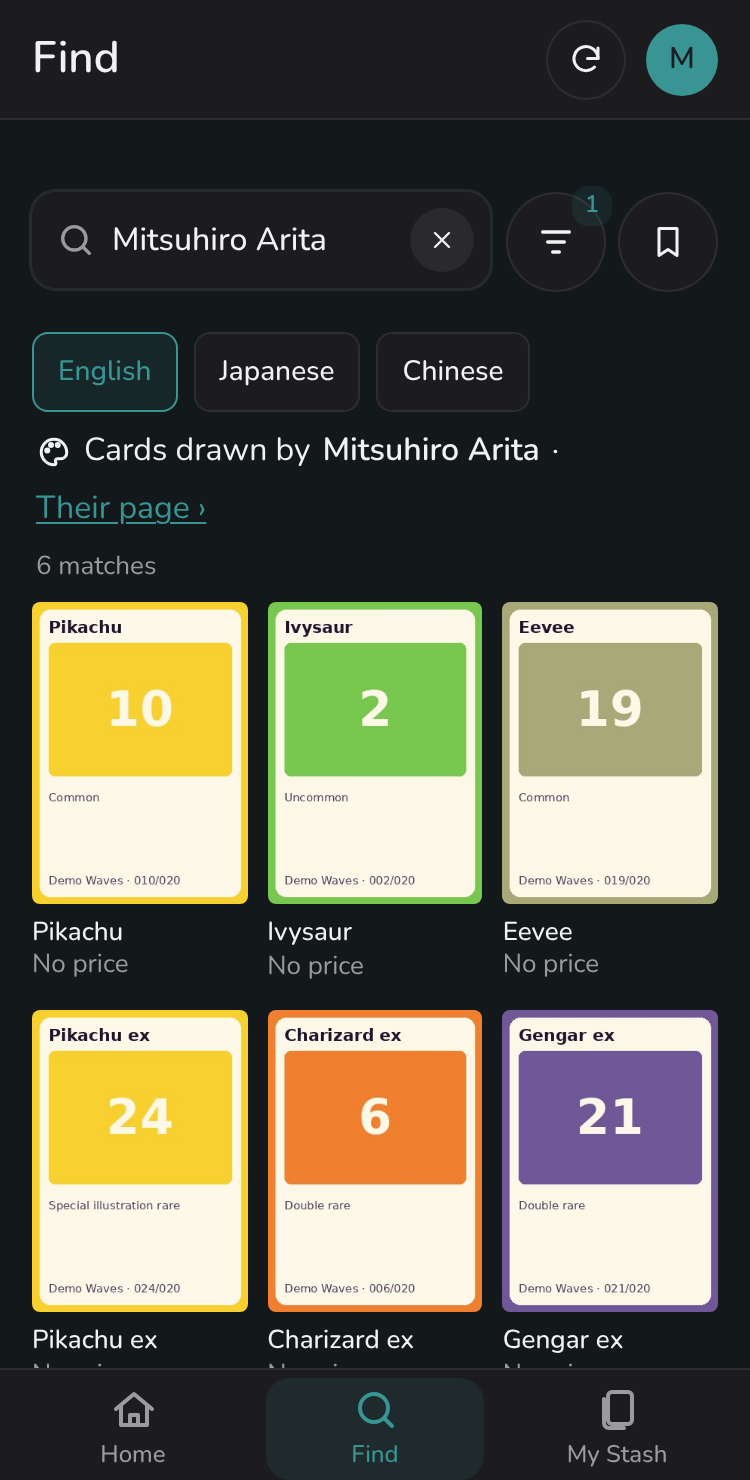 Find
M
1
Mitsuhiro Arita
English Japanese Chinese
Cards drawn by Mitsuhiro Arita ·
Their page ›
6 matches
Pikachu
10
Common
Demo Waves · 010/020
Pikachu
No price
Ivysaur
2
Uncommon
Demo Waves · 002/020
Ivysaur
No price
Eevee
19
Common
Demo Waves · 019/020
Eevee
No price
Pikachu ex
24
Special illustration rare
Demo Waves · 024/020
Pikachu ex
Charizard ex
6
Double rare
Demo Waves · 006/020
Charizard ex
Gengar ex
21
Double rare
Demo Waves · 021/020
Gengar ex
Home Find My Stash